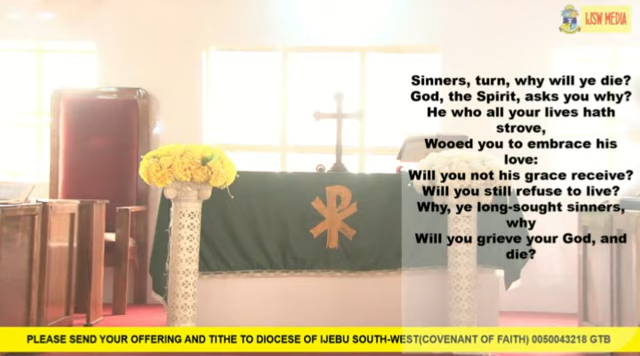 IJSW MEDIA
Sinners, turn, why will ye die?
God, the Spirit, asks you why?
He who all your lives hath
strove,
Wooed you to embrace his
love:
Will you not his grace receive?
Will you still refuse to live?
Why, ye long-sought sinners,
why
Will you grieve your God, and
die?
PLEASE SEND YOUR OFFERING AND TITHE TO DIOCESE OF IJEBU SOUTH-WEST(COVENANT OF FAITH) 0050043218 GTB